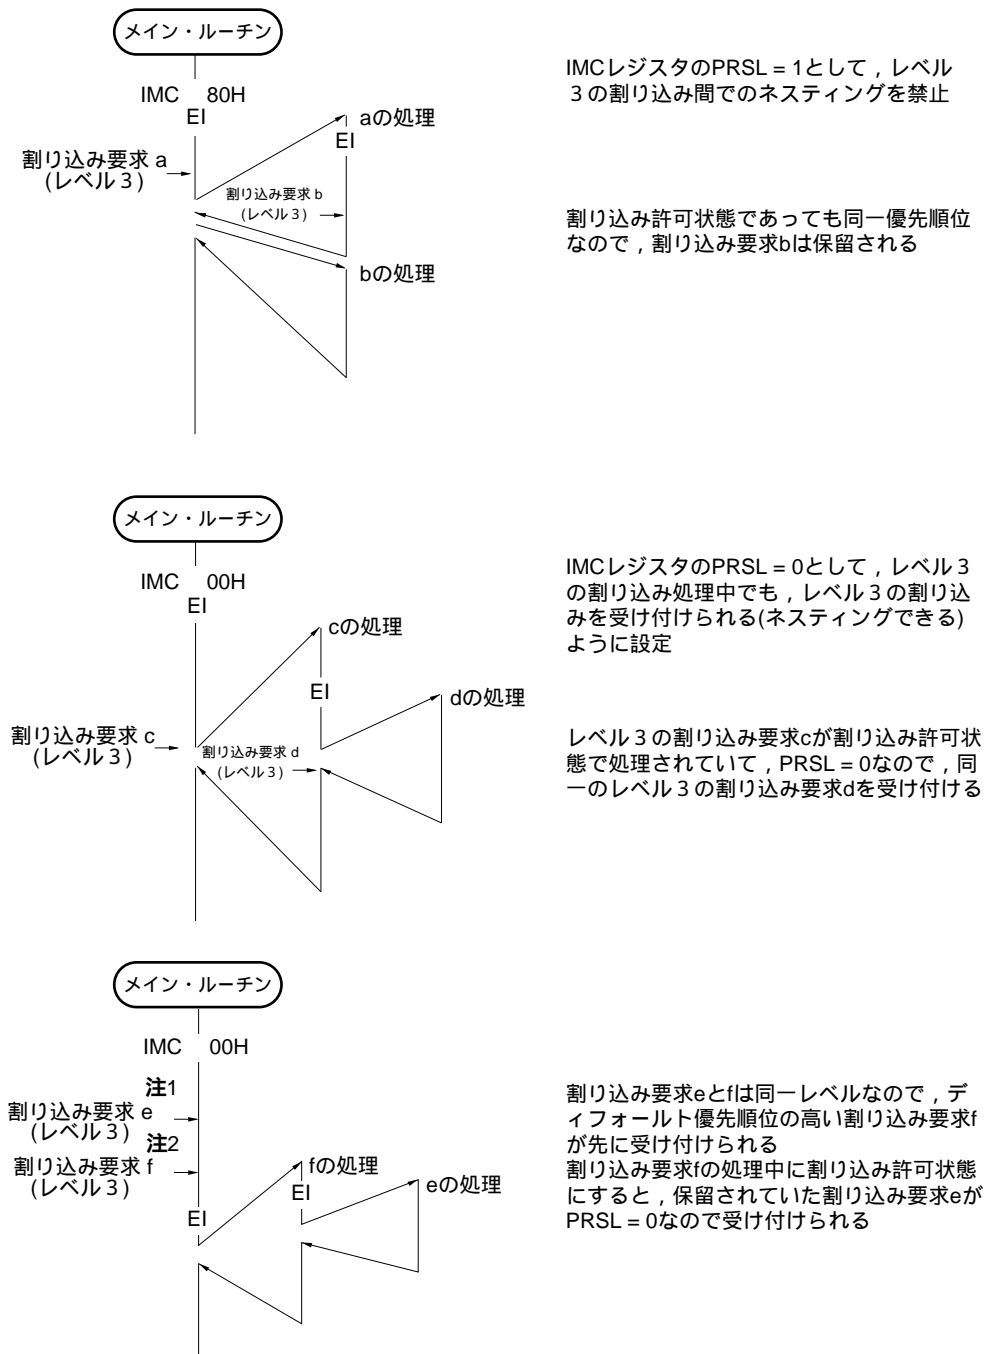 メイン・ルーチン
IMC 80H
EI
割り込み要求 a
(レベル３)
aの処理
EI
割り込み要求 b
(レベル３)
bの処理
IMCレジスタのPRSL = 1として，レベル
３の割り込み間でのネスティングを禁止
割り込み許可状態であっても同一優先順位
なので，割り込み要求bは保留される
メイン・ルーチン
IMC 00H
EI
cの処理
EI
dの処理
割り込み要求 c
(レベル３)
割り込み要求 d
(レベル３)
IMCレジスタのPRSL = 0として，レベル３
の割り込み処理中でも，レベル３の割り込
みを受け付けられる(ネスティングできる)
ように設定
レベル３の割り込み要求cが割り込み許可状
態で処理されていて，PRSL = 0なので，同
一のレベル３の割り込み要求dを受け付ける
メイン・ルーチン
IMC 00H
注1
割り込み要求 e
(レベル３)
注2
割り込み要求 f
(レベル３)
EI
fの処理
EI
eの処理
割り込み要求eとfは同一レベルなので，デ
ィフォールト優先順位の高い割り込み要求f
が先に受け付けられる
割り込み要求fの処理中に割り込み許可状態
にすると，保留されていた割り込み要求eが
PRSL = 0なので受け付けられる